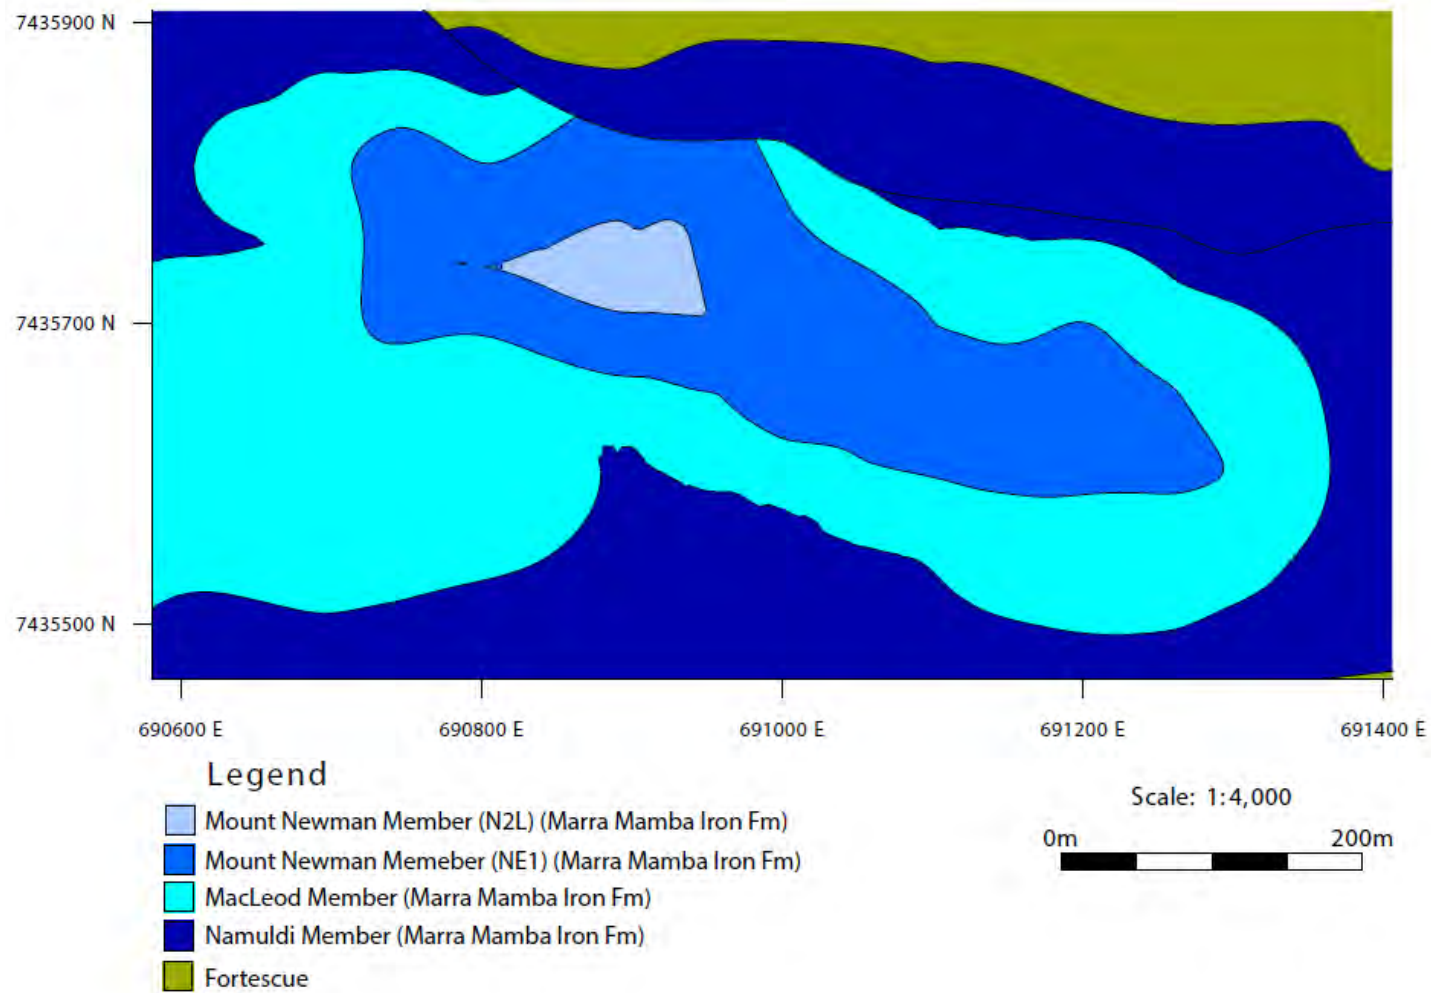 7435900 N
7435700 N
7435500 N
690600 E
690800 E
691000 E
691200 E
691400 E
Legend
Mount Newman Member (N2L) (Marra Mamba Iron Fm)
Mount Newman Memeber (NE1) (Marra Mamba Iron Fm)
MacLeod Member (Marra Mamba Iron Fm)
Namuldi Member (Marra Mamba Iron Fm)
Fortescue
Scale: 1:4,000
0m 200m